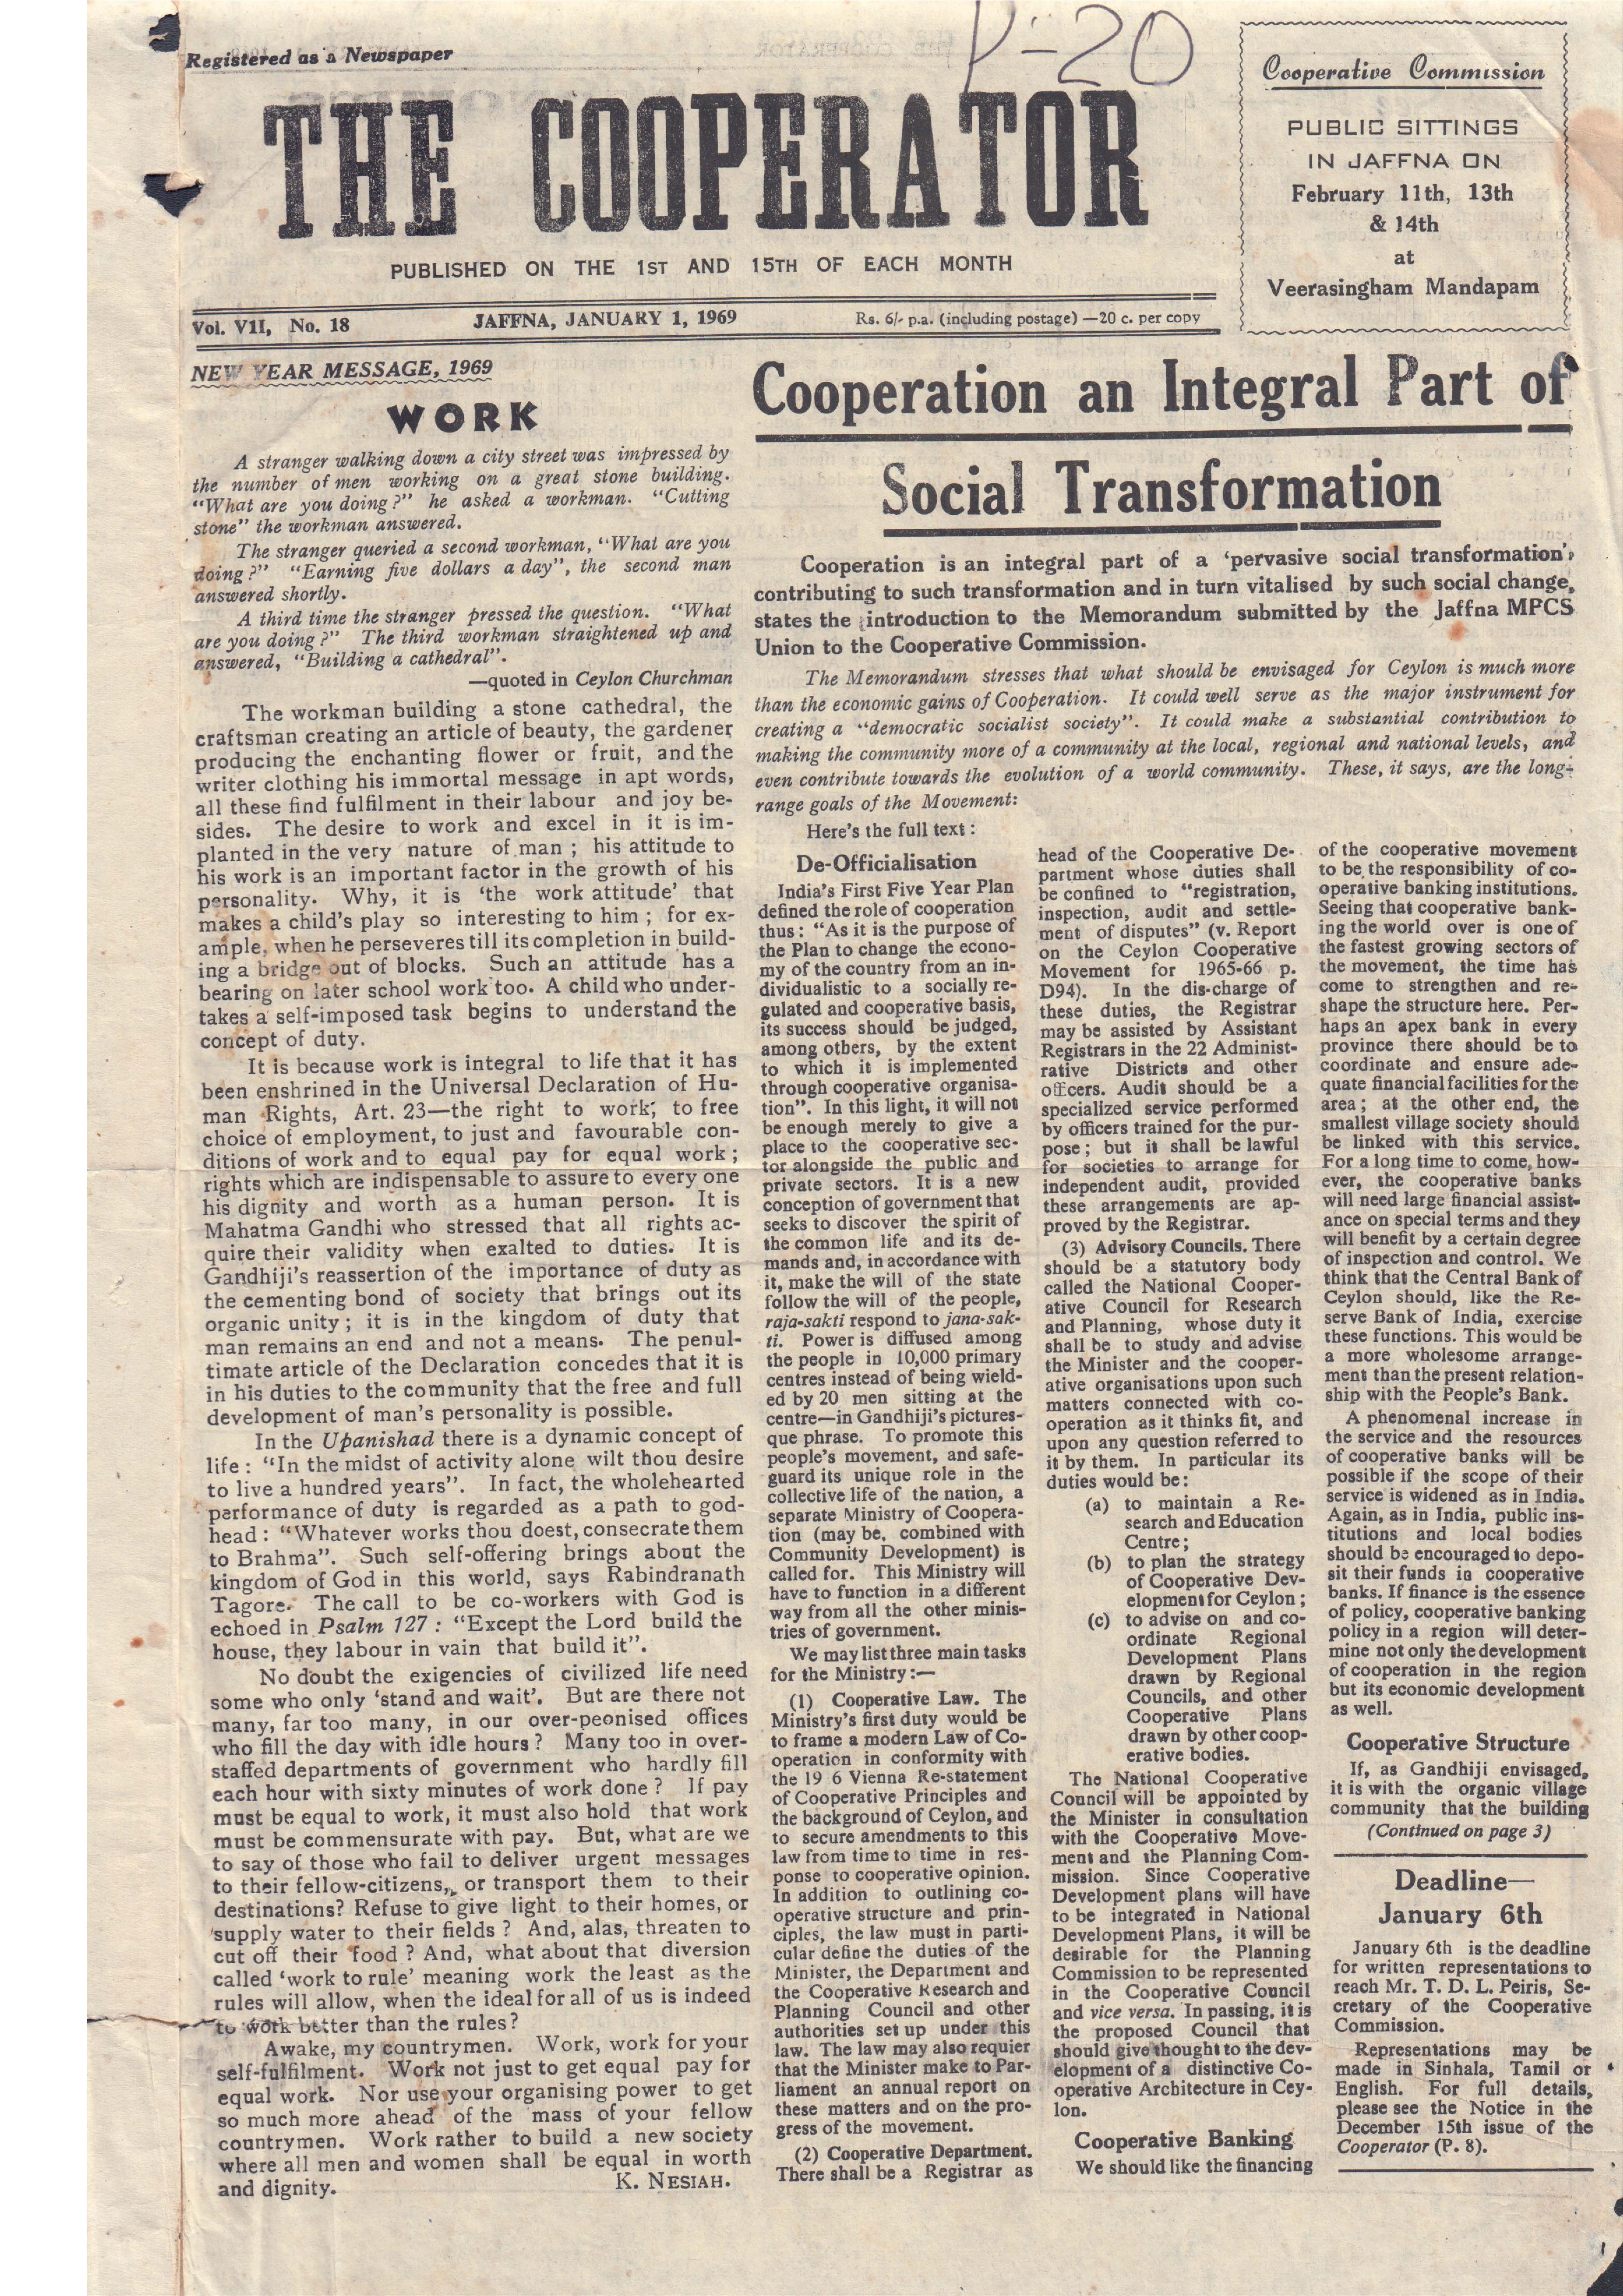 Registered as a Newspaper
V-20
THE COOPERATOR
PUBLISHED ON THE 1ST AND 15TH OF EACH MONTH
Cooperative Commission
PUBLIC SITTINGS
IN JAFFNA ON
February 11th, 13th
& 14th
at
Veerasingham Mandapam
Vol. VII, No. 18
JAFFNA, JANUARY 1, 1969
Rs. 6/- p.a. (including postage) —20 c. per copy
NEW YEAR MESSAGE, 1969
WORK
A stranger walking down a city street was impressed by
the number of men working on a great stone building.
"What are you doing?" he asked a workman. "Cutting
stone" the workman answered.
The stranger queried a second workman, "What are you
doing?" "Earning five dollars a day", the second man
answered shortly.
A third time the stranger pressed the question. "What
are you doing?" The third workman straightened up and
answered, "Building a cathedral".
—quoted in Ceylon Churchman
The workman building a stone cathedral, the
craftsman creating an article of beauty, the gardener
producing the enchanting flower or fruit, and the
writer clothing his immortal message in apt words,
all these find fulfilment in their labour and joy be-
sides. The desire to work and excel in it is im-
planted in the very nature of man ; his attitude to
his work is an important factor in the growth of his
personality. Why, it is 'the work attitude' that
makes a child's play so interesting to him ; for ex-
ample, when he perseveres till its completion in build-
ing a bridge out of blocks. Such an attitude has a
bearing on later school work too. A child who under-
takes a self-imposed task begins to understand the
concept of duty.
It is because work is integral to life that it has
been enshrined in the Universal Declaration of Hu-
man Rights, Art. 23—the right to work, to free
choice of employment, to just and favourable con-
ditions of work and to equal pay for equal work ;
rights which are indispensable to assure to every one
his dignity and worth as a human person. It is
Mahatma Gandhi who stressed that all rights ac-
quire their validity when exalted to duties. It is
Gandhiji's reassertion of the importance of duty as
the cementing bond of society that brings out its
organic unity ; it is in the kingdom of duty that
man remains an end and not a means. The penul-
timate article of the Declaration concedes that it is
in his duties to the community that the free and full
development of man's personality is possible.
In the Upanishad there is a dynamic concept of
life : "In the midst of activity alone wilt thou desire
to live a hundred years". In fact, the wholehearted
performance of duty is regarded as a path to god-
head : "Whatever works thou doest, consecrate them
to Brahma". Such self-offering brings about the
kingdom of God in this world, says Rabindranath
Tagore. The call to be co-workers with God is
echoed in Psalm 127 : "Except the Lord build the
house, they labour in vain that build it".
No doubt the exigencies of civilized life need
some who only 'stand and wait'. But are there not
many, far too many, in our over-peonised offices
who fill the day with idle hours ? Many too in over-
staffed departments of government who hardly fill
each hour with sixty minutes of work done ? If pay
must be equal to work, it must also hold that work
must be commensurate with pay. But, what are we
to say of those who fail to deliver urgent messages
to their fellow-citizens, or transport them to their
destinations? Refuse to give light to their homes, or
supply water to their fields ? And, alas, threaten to
cut off their food ? And, what about that diversion
called 'work to rule' meaning work the least as the
rules will allow, when the ideal for all of us is indeed
to work better than the rules?
Awake, my countrymen. Work, work for your
self-fulfilment. Work not just to get equal pay for
equal work. Nor use your organising power to get
so much more ahead of the mass of your fellow
countrymen. Work rather to build a new society
where all men and women shall be equal in worth
and dignity.
K. NESIAH.
Cooperation an Integral Part of
Social Transformation
Cooperation is an integral part of a 'pervasive social transformation',
contributing to such transformation and in turn vitalised by such social change,
states the introduction to the Memorandum submitted by the Jaffna MPCS
Union to the Cooperative Commission.
The Memorandum stresses that what should be envisaged for Ceylon is much more
than the economic gains of Cooperation. It could well serve as the major instrument for
creating a "democratic socialist society". It could make a substantial contribution to
making the community more of a community at the local, regional and national levels, and
even contribute towards the evolution of a world community. These, it says, are the long-
range goals of the Movement:
Here's the full text :
De-Officialisation
India's First Five Year Plan
defined the role of cooperation
thus : "As it is the purpose of
the Plan to change the econo-
my of the country from an in-
dividualistic to a socially re-
gulated and cooperative basis,
its success should be judged,
among others, by the extent
to which it is implemented
through cooperative organisa-
tion". In this light, it will not
be enough merely to give a
place to the cooperative sec-
tor alongside the public and
private sectors. It is a new
conception of government that
seeks to discover the spirit of
the common life and its de-
mands and, in accordance with
it, make the will of the state
follow the will of the people,
raja-sakti respond to jana-sak-
ti. Power is diffused among
the people in 10,000 primary
centres instead of being wield-
ed by 20 men sitting at the
centre—in Gandhiji's pictures-
que phrase. To promote this
people's movement, and safe-
guard its unique role in the
collective life of the nation, a
separate Ministry of Coopera-
tion (may be, combined with
Community Development) is
called for. This Ministry will
have to function in a different
way from all the other minis-
tries of government.
We may list three main tasks
for the Ministry :—
(1) Cooperative Law. The
Ministry's first duty would be
to frame a modern Law of Co-
operation in conformity with
the 19 6 Vienna Re-statement
of Cooperative Principles and
the background of Ceylon, and
to secure amendments to this
law from time to time in res-
ponse to cooperative opinion.
In addition to outlining co-
operative structure and prin-
ciples, the law must in parti-
cular define the duties of the
Minister, the Department and
the Cooperative Research and
Planning Council and other
authorities set up under this
law. The law may also requier
that the Minister make to Par-
liament an annual report on
these matters and on the pro-
gress of the movement.
(2) Cooperative Department.
There shall be a Registrar as
head of the Cooperative De-
partment whose duties shall
be confined to "registration,
inspection, audit and settle-
ment of disputes" (v. Report
on the Ceylon Cooperative
Movement for 1965-66 p.
D94). In the dis-charge of
these duties, the Registrar
may be assisted by Assistant
Registrars in the 22 Administ-
rative Districts and other
officers. Audit should be a
specialized service performed
by officers trained for the pur-
pose ; but it shall be lawful
for societies to arrange for
independent audit, provided
these arrangements are ap-
proved by the Registrar.
(3) Advisory Councils. There
should be a statutory body
called the National Cooper-
ative Council for Research
and Planning, whose duty it
shall be to study and advise
the Minister and the cooper-
ative organisations upon such
matters connected with co-
operation as it thinks fit, and
upon any question referred to
it by them. In particular its
duties would be:
(a) to maintain a Re-
search and Education
Centre ;
(b) to plan the strategy
of Cooperative Dev-
elopment for Ceylon ;
(c) to advise on and co-
ordinate Regional
Development Plans
drawn by Regional
Councils, and other
Cooperative Plans
drawn by other coop-
erative bodies.
The National Cooperative
Council will be appointed by
the Minister in consultation
with the Cooperative Move-
ment and the Planning Com-
mission. Since Cooperative
Development plans will have
to be integrated in National
Development Plans, it will be
desirable for the Planning
Commission to be represented
in the Cooperative Council
and vice versa. In passing, it is
the proposed Council that
should give thought to the dev-
elopment of a distinctive Co-
operative Architecture in Cey-
lon.
Cooperative Banking
We should like the financing
of the cooperative movement
to be the responsibility of co-
operative banking institutions.
Seeing that cooperative bank-
ing the world over is one of
the fastest growing sectors of
the movement, the time has
come to strengthen and re-
shape the structure here. Per-
haps an apex bank in every
province there should be to
coordinate and ensure ade-
quate financial facilities for the
area ; at the other end, the
smallest village society should
be linked with this service.
For a long time to come, how-
ever, the cooperative banks
will need large financial assist-
ance on special terms and they
will benefit by a certain degree
of inspection and control. We
think that the Central Bank of
Ceylon should, like the Re-
serve Bank of India, exercise
these functions. This would be
a more wholesome arrange-
ment than the present relation-
ship with the People's Bank.
A phenomenal increase in
the service and the resources
of cooperative banks will be
possible if the scope of their
service is widened as in India.
Again, as in India, public ins-
titutions and local bodies
should be encouraged to depo-
sit their funds in cooperative
banks. If finance is the essence
of policy, cooperative banking
policy in a region will deter-
mine not only the development
of cooperation in the region
but its economic development
as well.
Cooperative Structure
If, as Gandhiji envisaged,
it is with the organic village
community that the building
(Continued on page 3)
Deadline—
January 6th
January 6th is the deadline
for written representations to
reach Mr. T. D. L. Peiris, Se-
cretary of the Cooperative
Commission.
Representations may be
made in Sinhala, Tamil or
English. For full details,
please see the Notice in the
December 15th issue of the
Cooperator (P. 8).